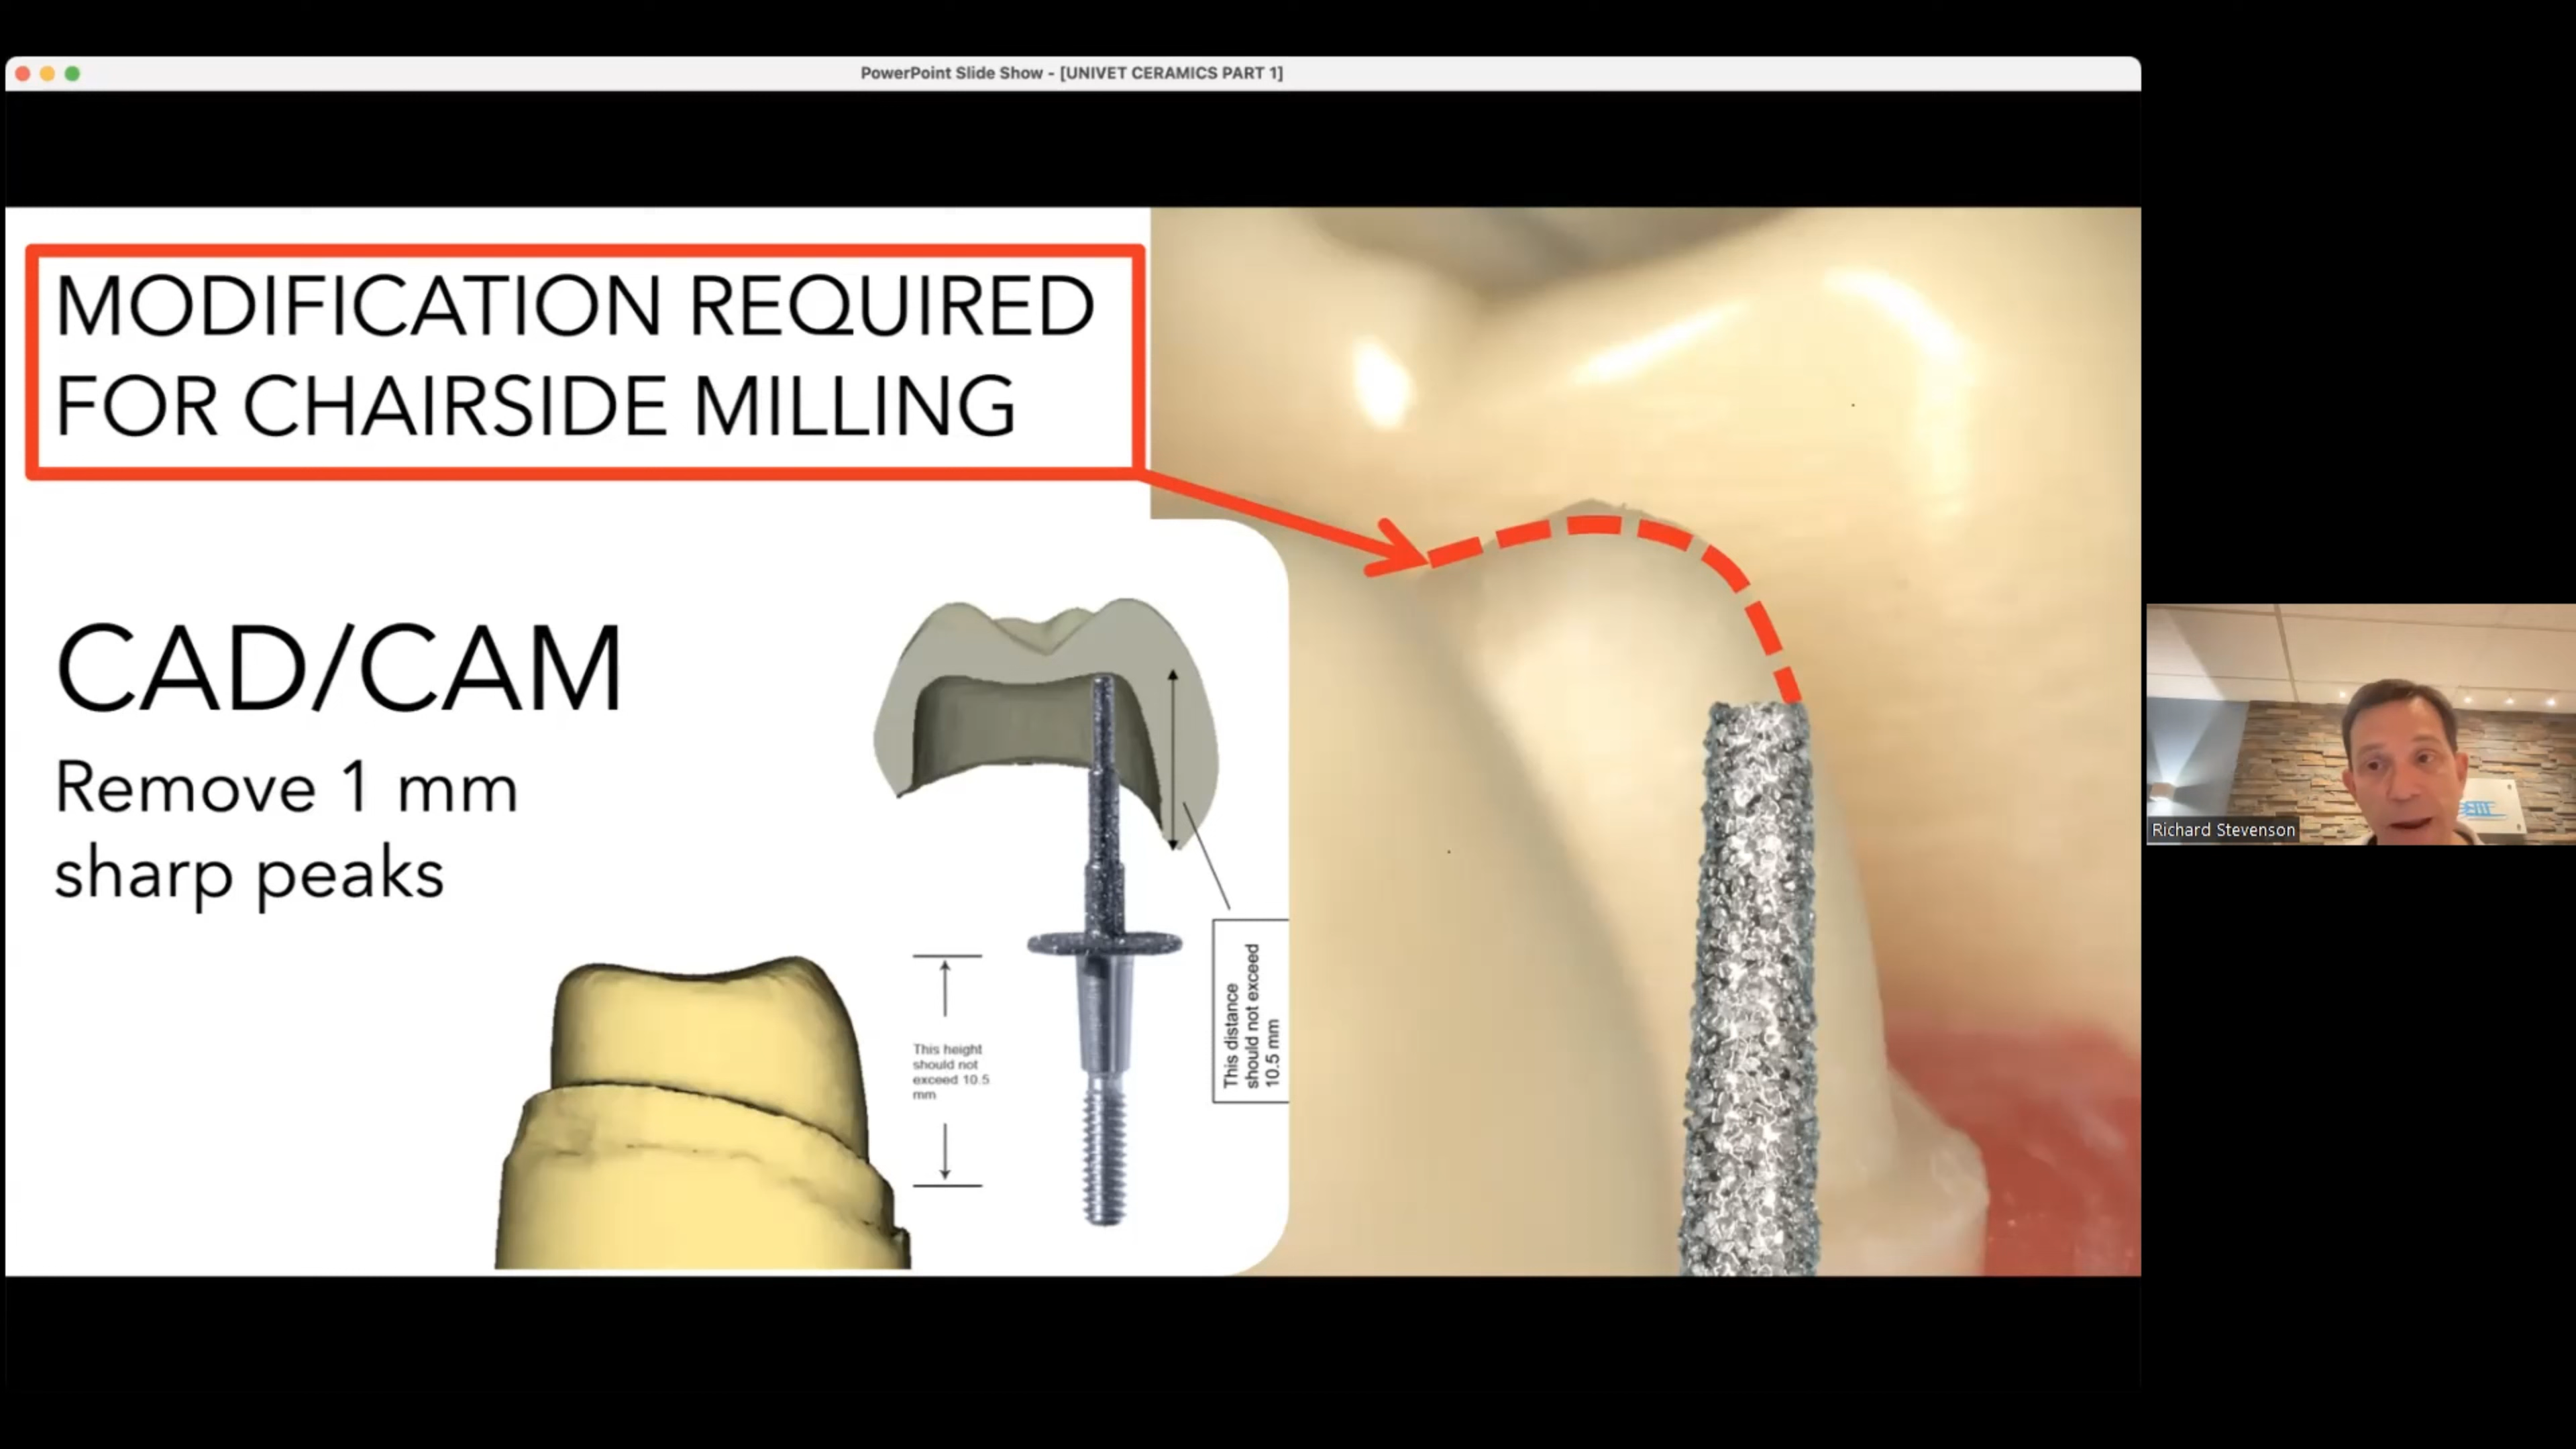 PowerPoint Slide Show - [UNIVET CERAMICS PART 1]
MODIFICATION REQUIRED
FOR CHAIRSIDE MILLING
CAD/CAM
Remove 1 mm
sharp peaks
This height
should not
exceed 10.5
mm
This distance
should not exceed
10.5 mm
Richard Stevenson